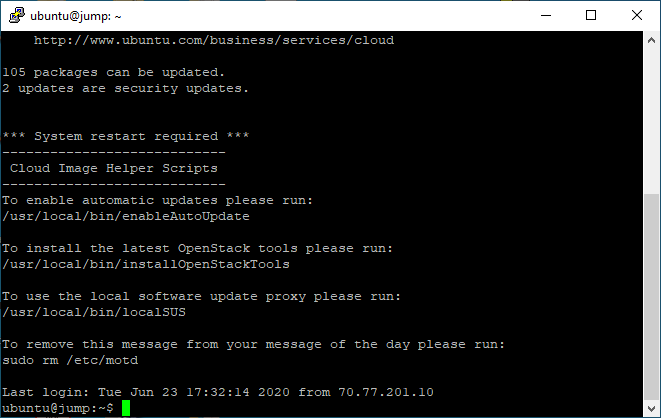 ubuntu@jump: ~
http://www.ubuntu.com/business/services/cloud
105 packages can be updated.
2 updates are security updates.
*** System restart required ***
----------------------------
Cloud Image Helper Scripts
----------------------------
To enable automatic updates please run:
/usr/local/bin/enableAutoUpdate
To install the latest OpenStack tools please run:
/usr/local/bin/installOpenStackTools
To use the local software update proxy please run:
/usr/local/bin/localSUS
To remove this message from your message of the day please run:
sudo rm /etc/motd
Last login: Tue Jun 23 17:32:14 2020 from 70.77.201.10
ubuntu@jump:~$